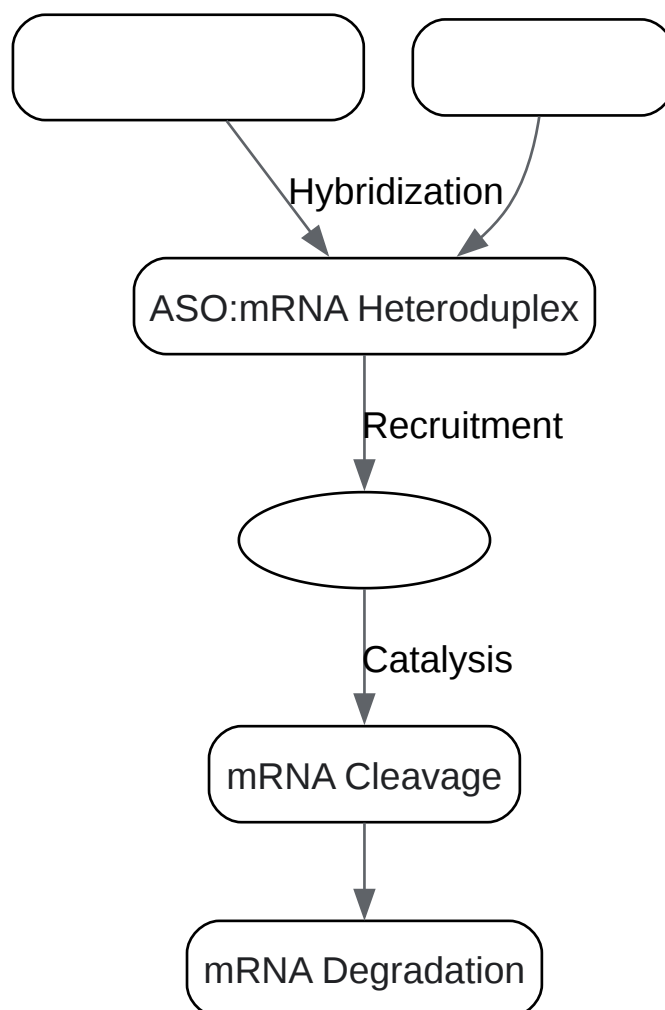 Hybridization
ASO:mRNA Heteroduplex
Recruitment
Catalysis
mRNA Cleavage
mRNA Degradation